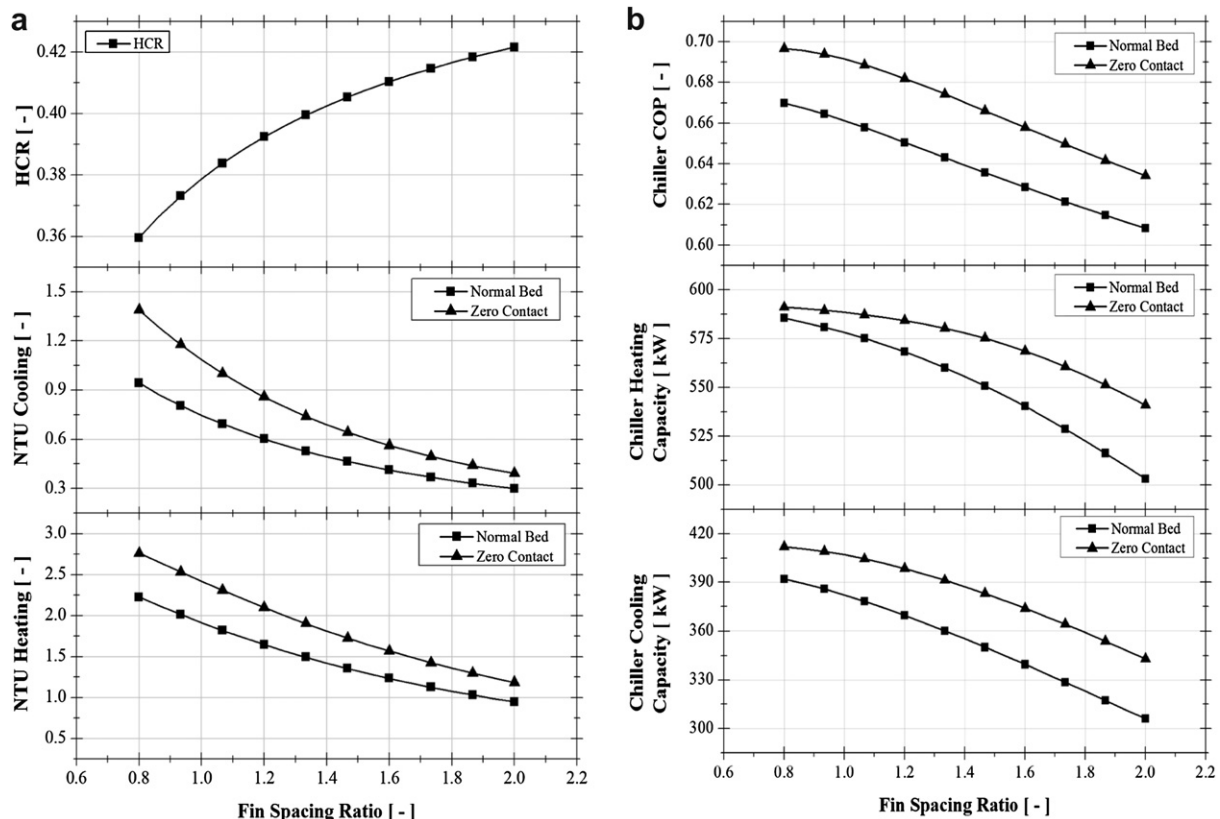 a
HCR
0.42
0.40
0.38
0.36
HCR [ - ]
Normal Bed
Zero Contact
1.5
1.2
0.9
0.6
0.3
NTU Cooling [ - ]
Normal Bed
Zero Contact
3.0
2.5
2.0
1.5
1.0
0.5
NTU Heating [ - ]
0.6 0.8 1.0 1.2 1.4 1.6 1.8 2.0 2.2
Fin Spacing Ratio [ - ]
b
Normal Bed
Zero Contact
0.70
0.68
0.66
0.64
0.62
0.60
Chiller COP [ - ]
Normal Bed
Zero Contact
600
575
550
525
500
Chiller Heating
Capacity [ kW ]
Normal Bed
Zero Contact
420
390
360
330
300
Chiller Cooling
Capacity [ kW ]
0.6 0.8 1.0 1.2 1.4 1.6 1.8 2.0 2.2
Fin Spacing Ratio [ - ]